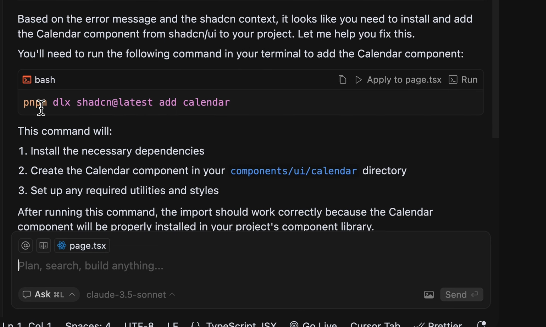 Based on the error message and the shadcn context, it looks like you need to install and add
the Calendar component from shadcn/ui to your project. Let me help you fix this.
You'll need to run the following command in your terminal to add the Calendar component:
bash Apply to page.tsx Run
pnpm dlx shadcn@latest add calendar
This command will:
1. Install the necessary dependencies
2. Create the Calendar component in your components/ui/calendar directory
3. Set up any required utilities and styles
After running this command, the import should work correctly because the Calendar
component will be properly installed in your project's component library.
@ page.tsx
Plan, search, build anything...
Ask ⌘L claude-3.5-sonnet Send ⏎
Ln 1, Col 1 Spaces: 4 UTF-8 LF {} TypeScript JSX Go Live Cursor Tab Prettier